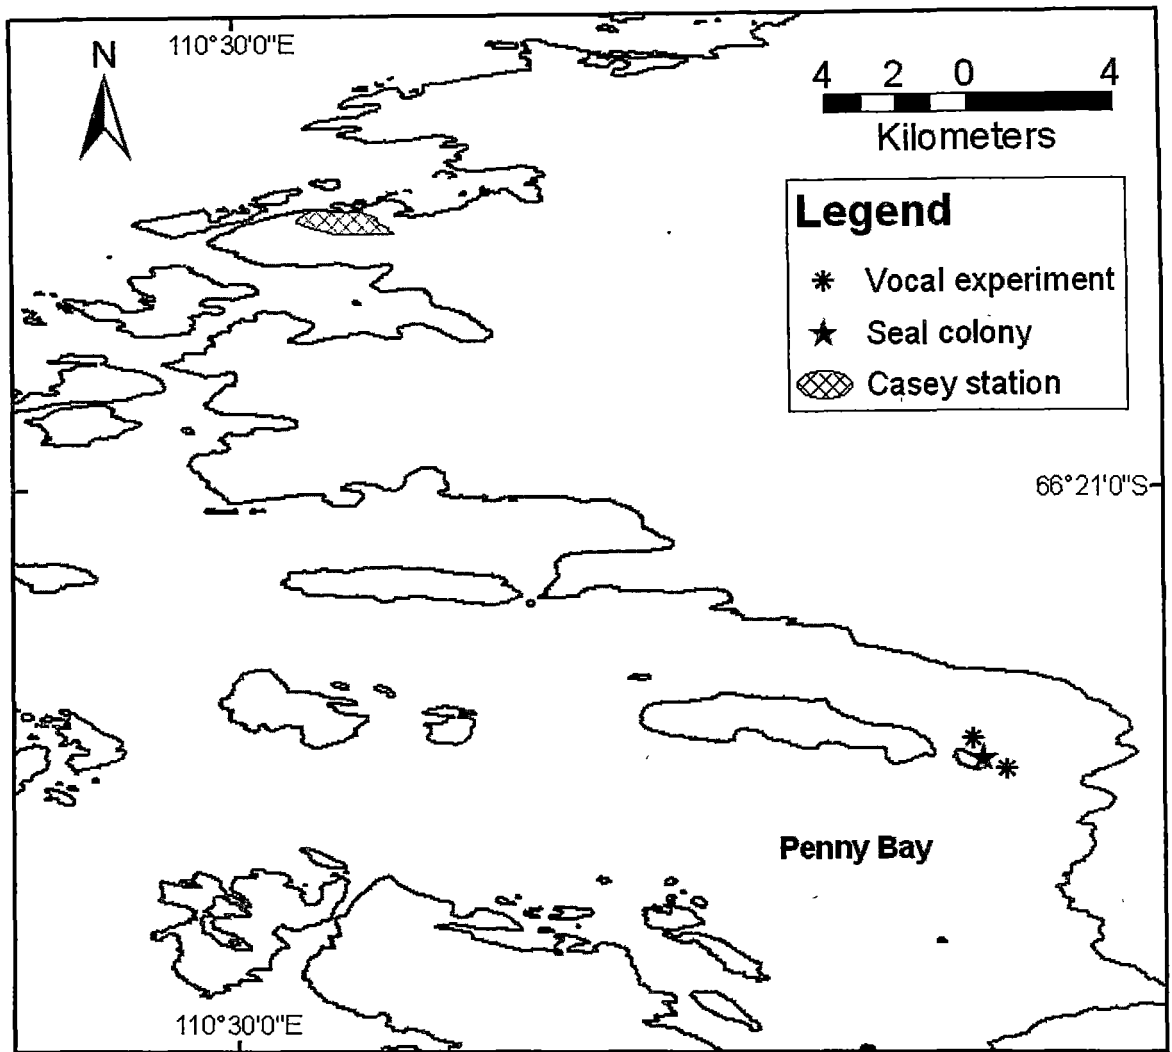 110°30'0"E
N
4 2 0 4
Kilometers
Legend
Vocal experiment
Seal colony
Casey station
66°21'0"S
Penny Bay
110°30'0"E